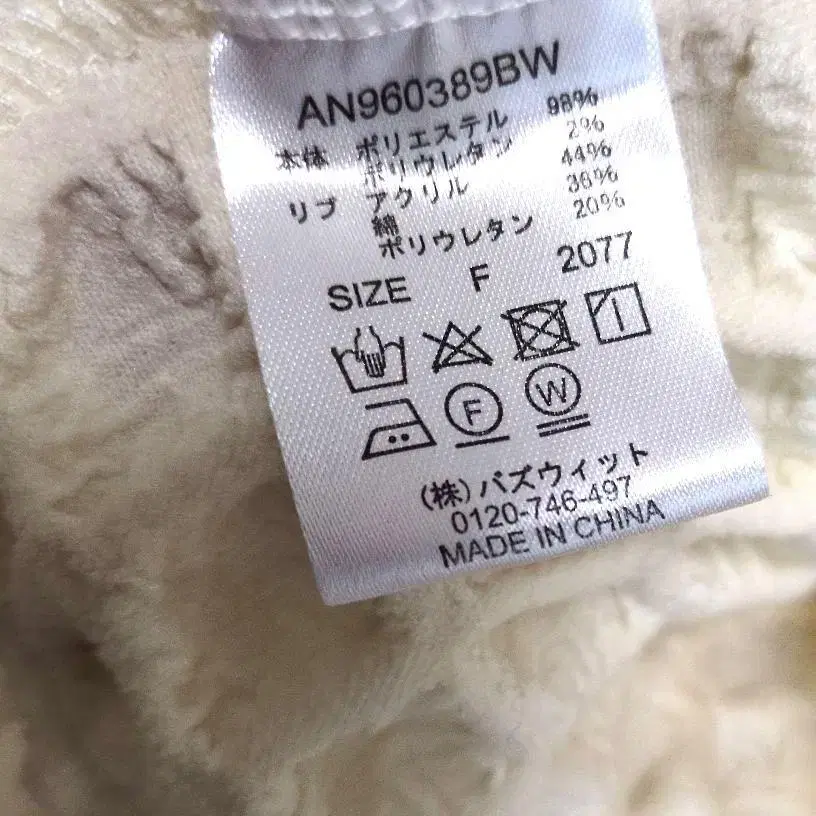 AN960389BW
本体 ポリエステル 98%
ポリウレタン 2%
リブ アクリル 44%
綿 36%
ポリウレタン 20%
SIZE F 2077
F W
(株)バズウィット
0120-746-497
MADE IN CHINA